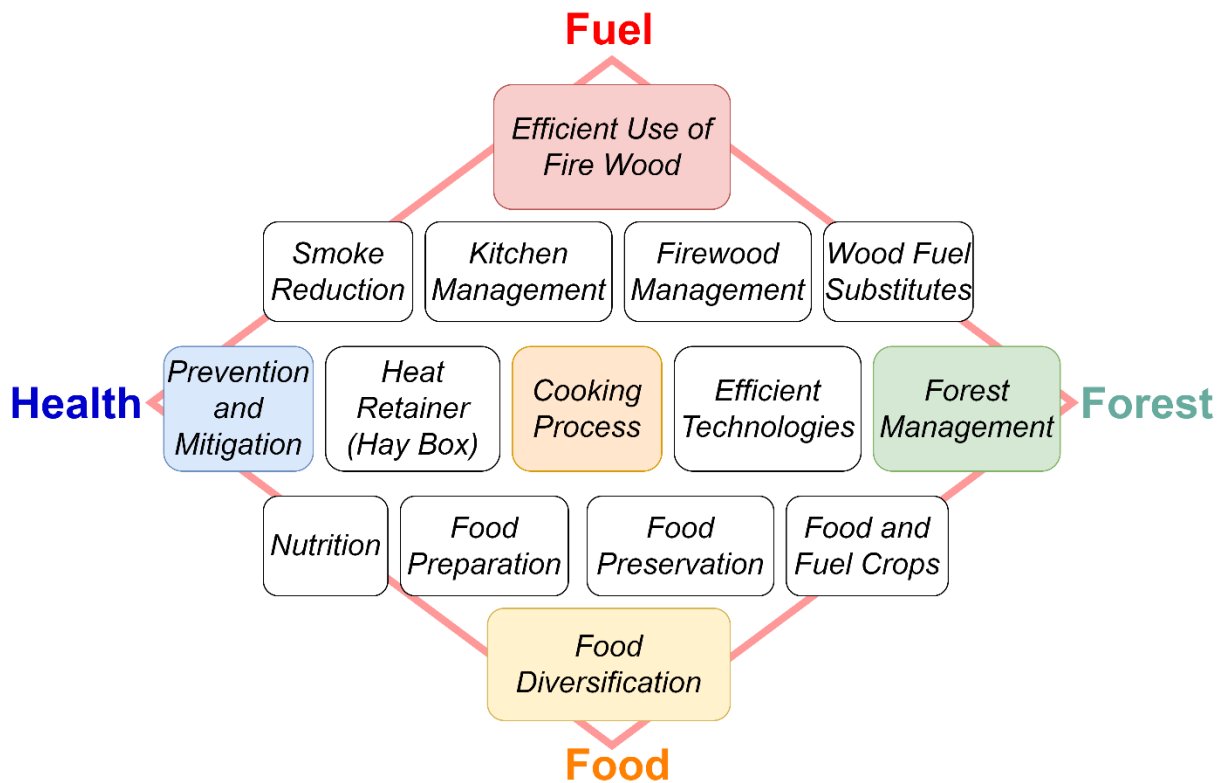 Fuel
Efficient Use of
Fire Wood
Smoke
Reduction
Kitchen
Management
Firewood
Management
Wood Fuel
Substitutes
Health
Prevention
and
Mitigation
Heat
Retainer
(Hay Box)
Cooking
Process
Efficient
Technologies
Forest
Management
Forest
Nutrition
Food
Preparation
Food
Preservation
Food and
Fuel Crops
Food
Diversification
Food